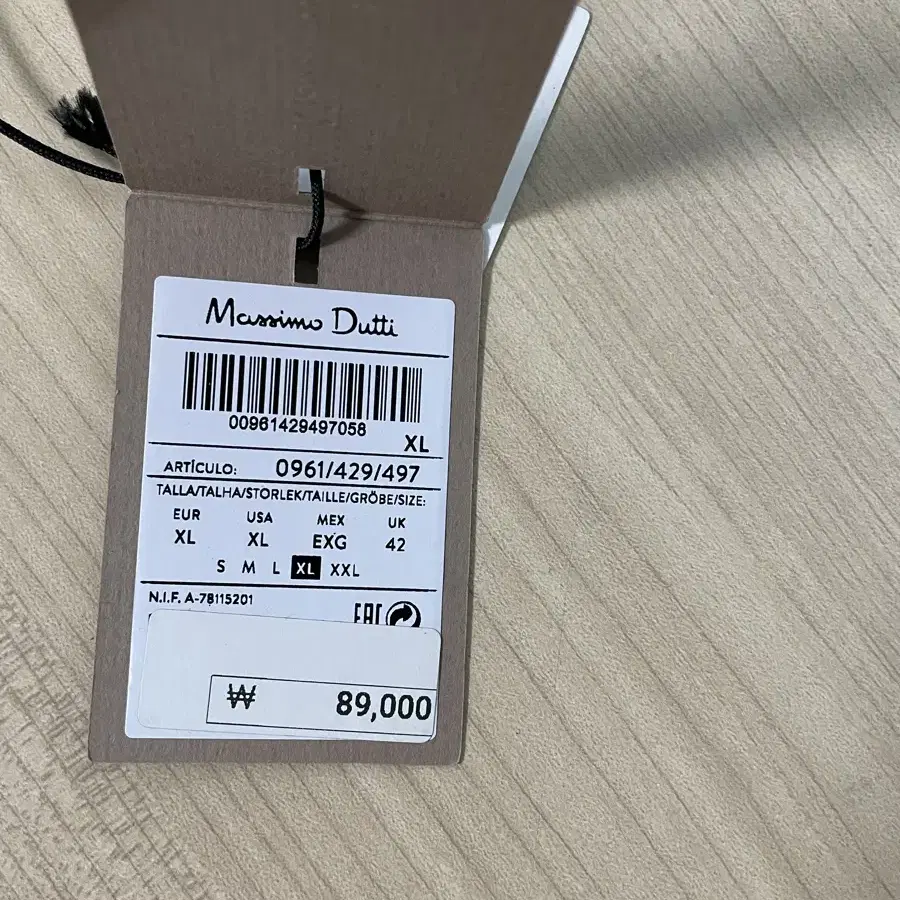 Massimo Dutti
00961429497058
XL
ARTÍCULO: 0961/429/497
TALLA/TALHA/STORLEK/TAILLE/GRÖBE/SIZE:
EUR USA MEX UK
XL XL EXG 42
S M L XL XXL
N.I.F. A-78115201
EAC
₩ 89,000